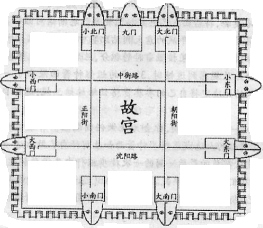 小北门 九门 大北门
小西门 中街路 小东门
正阳街 故宫 朝阳街
大西门 沈阳路 大东门
小南门 大南门